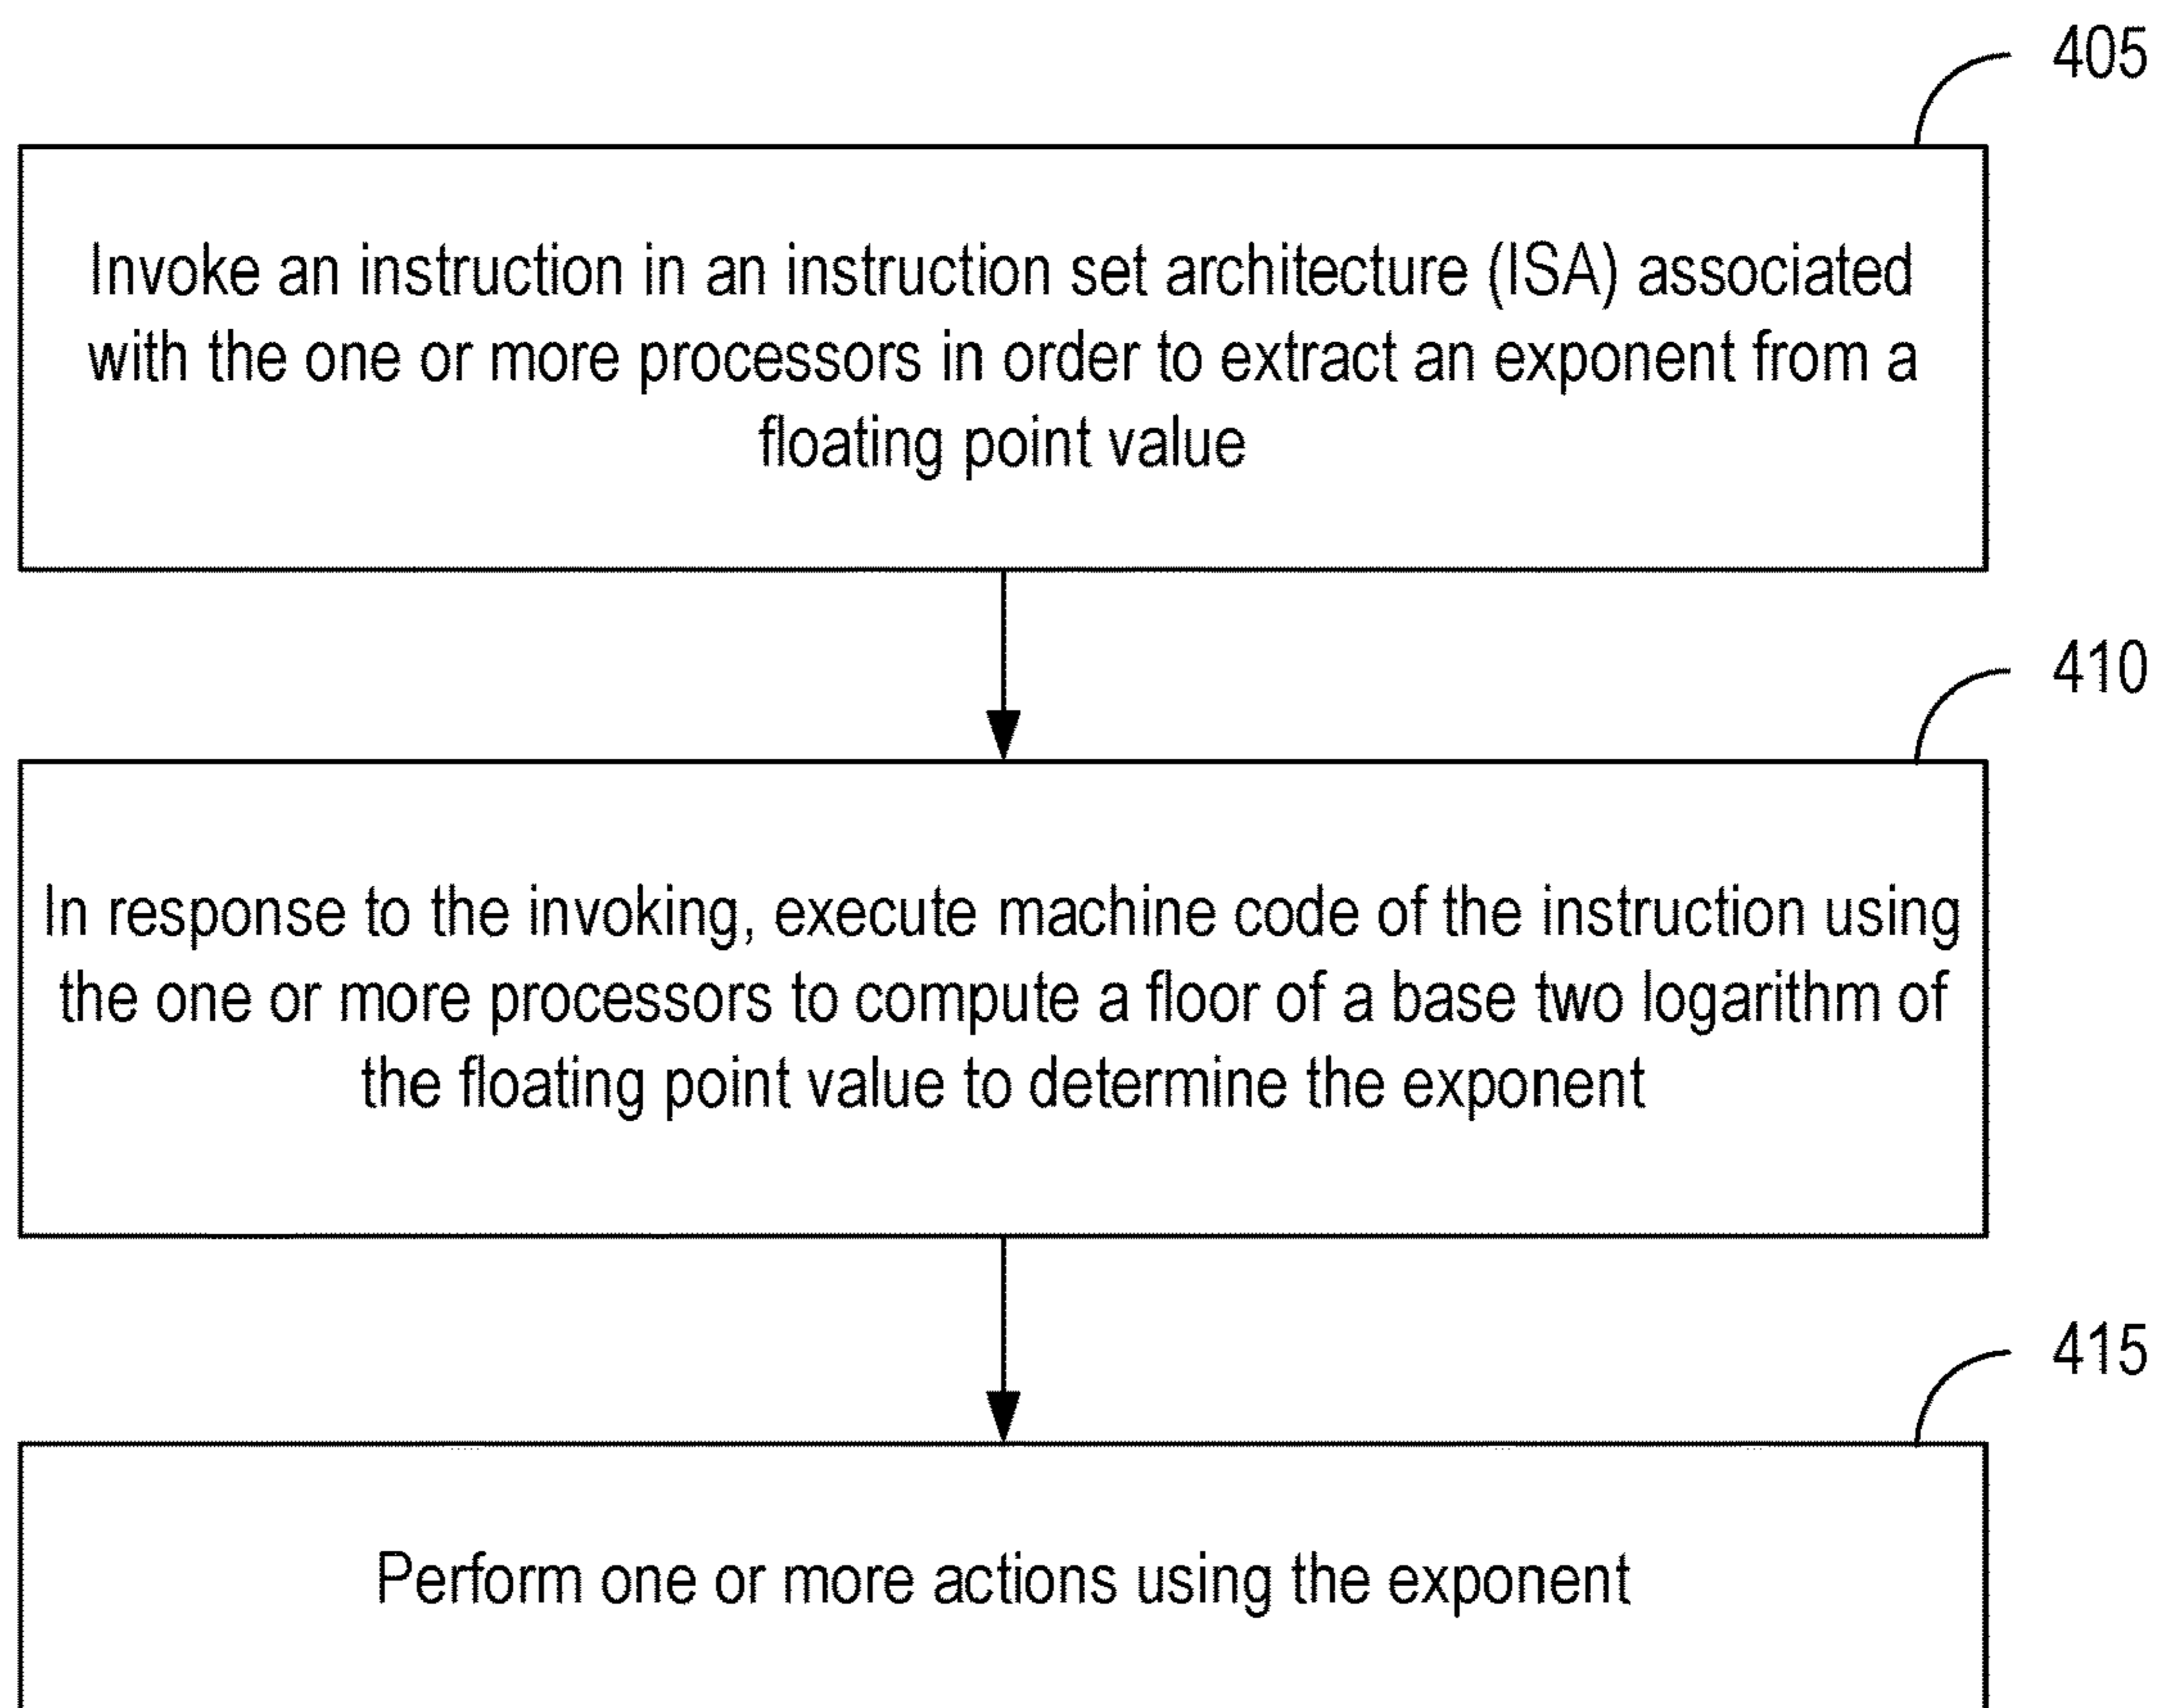 405
Invoke an instruction in an instruction set architecture (ISA) associated
with the one or more processors in order to extract an exponent from a
floating point value
410
In response to the invoking, execute machine code of the instruction using
the one or more processors to compute a floor of a base two logarithm of
the floating point value to determine the exponent
415
Perform one or more actions using the exponent